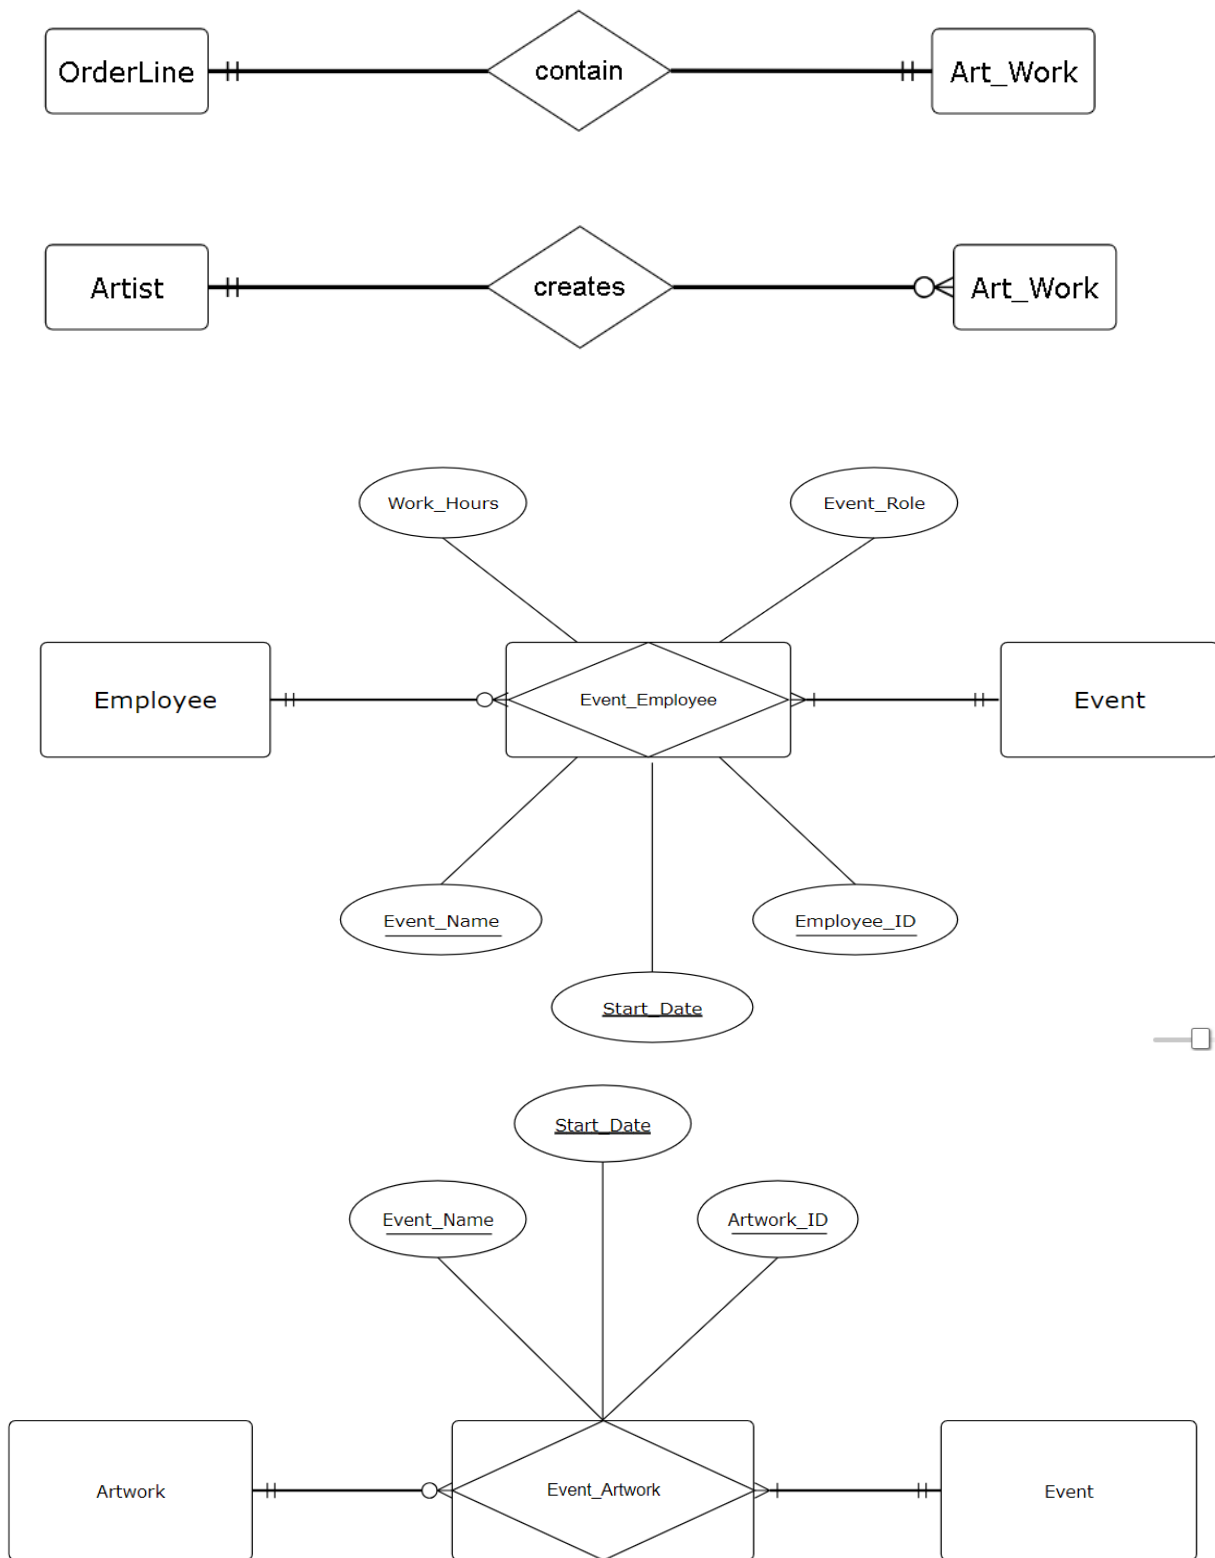 OrderLine
contain
Art_Work
Artist
creates
Art_Work
Work_Hours
Event_Role
Employee
Event_Employee
Event
Event_Name
Employee_ID
Start_Date
Start_Date
Event_Name
Artwork_ID
Artwork
Event_Artwork
Event